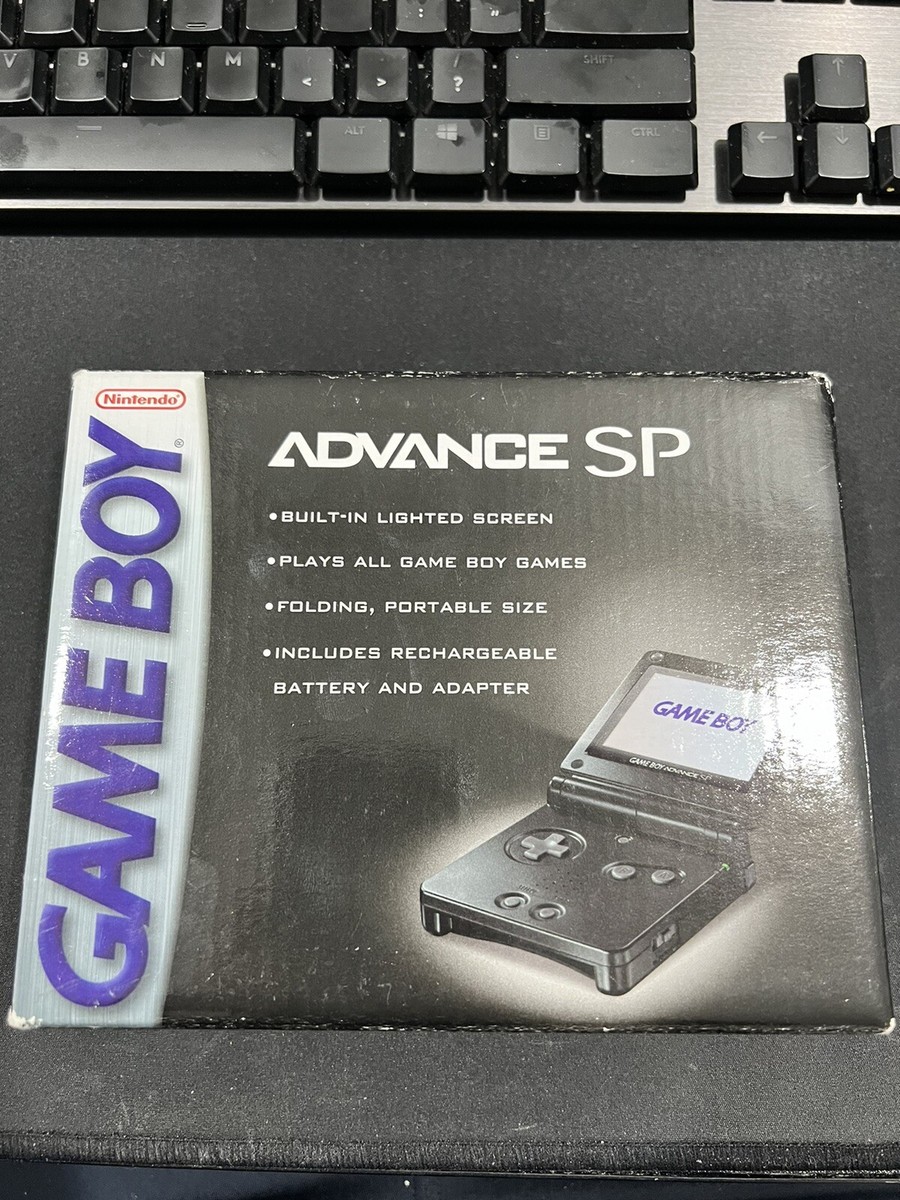 V B N M < > ?
/
SHIFT
ALT
CTRL
Nintendo®
GAME BOY®
ADVANCE SP
•BUILT-IN LIGHTED SCREEN
•PLAYS ALL GAME BOY GAMES
•FOLDING, PORTABLE SIZE
•INCLUDES RECHARGEABLE
BATTERY AND ADAPTER
GAME BOY
GAME BOY ADVANCE SP